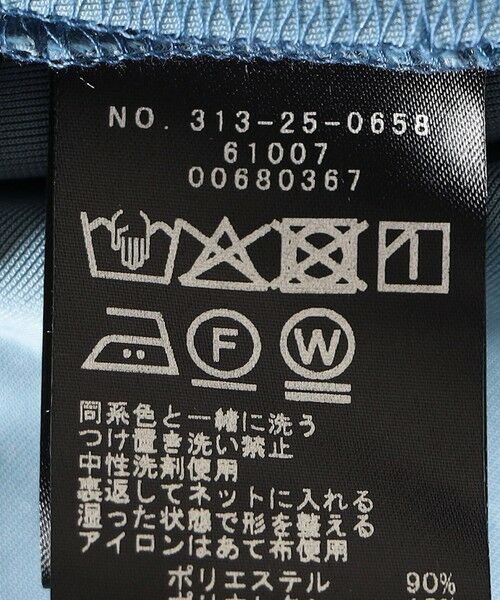 NO. 313-25-0658
61007
00680367
F W
同系色と一緒に洗う
つけ置き洗い禁止
中性洗剤使用
裏返してネットに入れる
湿った状態で形を整える
アイロンはあて布使用
ポリエステル 90%